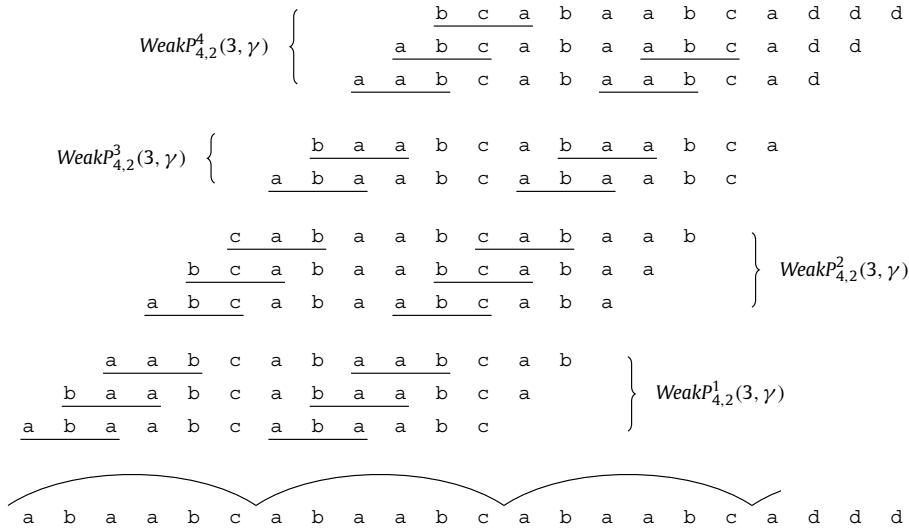 b c a b a a b c a d d d
WeakP^4_{4,2}(3, γ) a b c a b a a b c a d d
a a b c a b a a b c a d
b a a b c a b a a b c a
WeakP^3_{4,2}(3, γ)
a b a a b c a b a a b c
c a b a a b c a b a a b
b c a b a a b c a b a a WeakP^2_{4,2}(3, γ)
a b c a b a a b c a b a
a a b c a b a a b c a b
b a a b c a b a a b c a WeakP^1_{4,2}(3, γ)
a b a a b c a b a a b c
a b a a b c a b a a b c a b a a b c a d d d